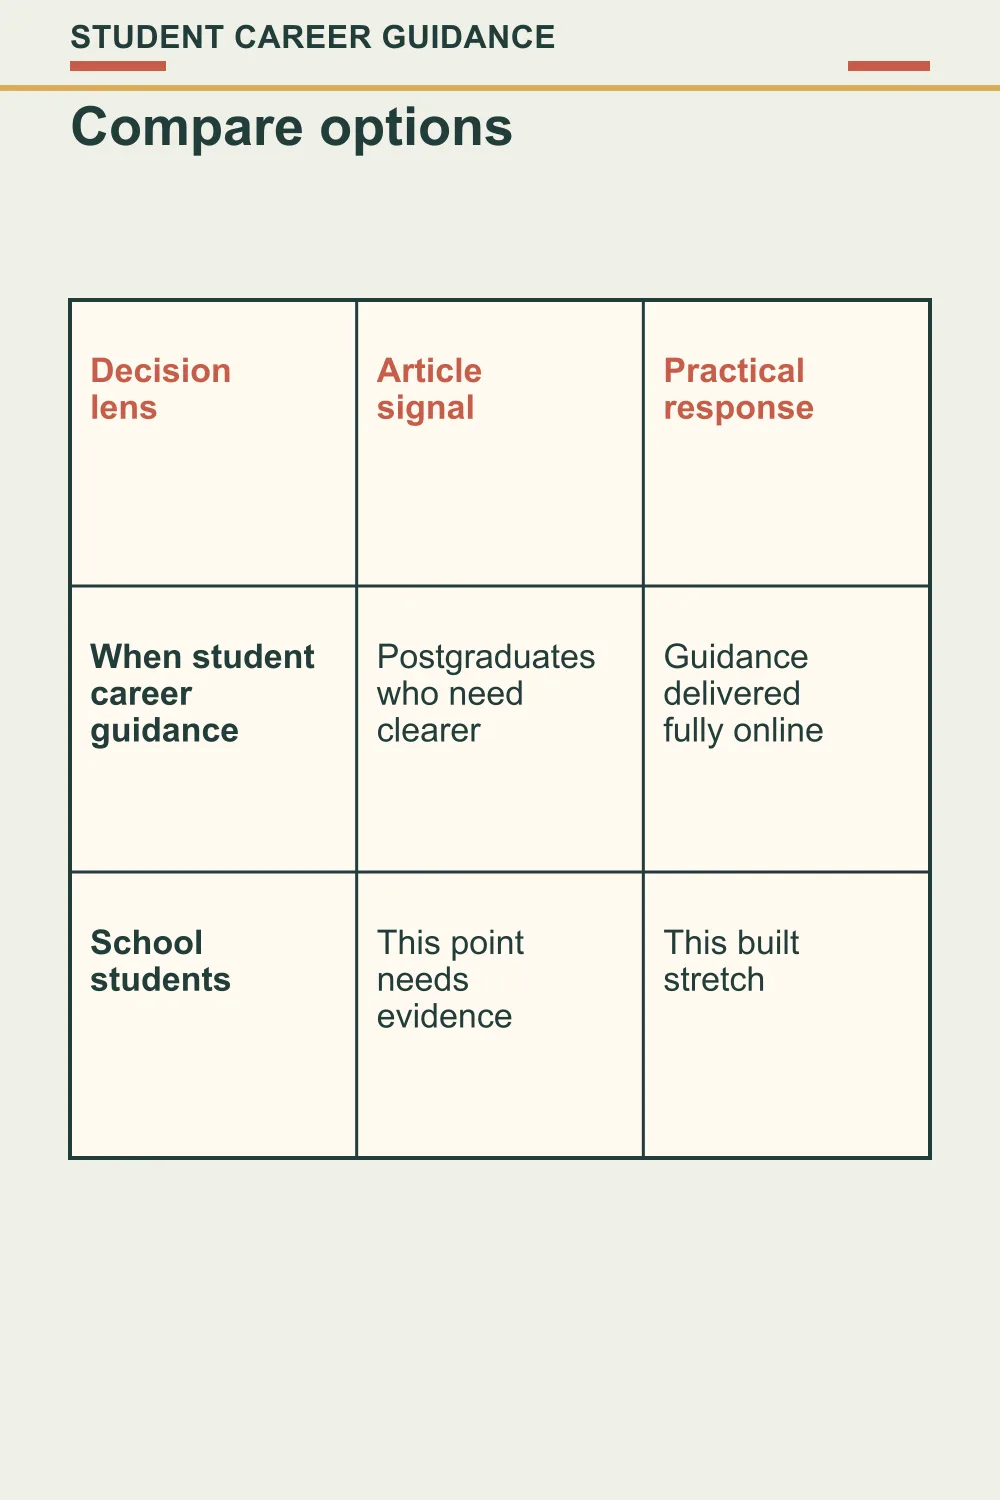 STUDENT CAREER GUIDANCE
Compare options
Decision
lens
Article
signal
Practical
response
When student
career
guidance
Postgraduates
who need
clearer
Guidance
delivered
fully online
School
students
This point
needs
evidence
This built
stretch